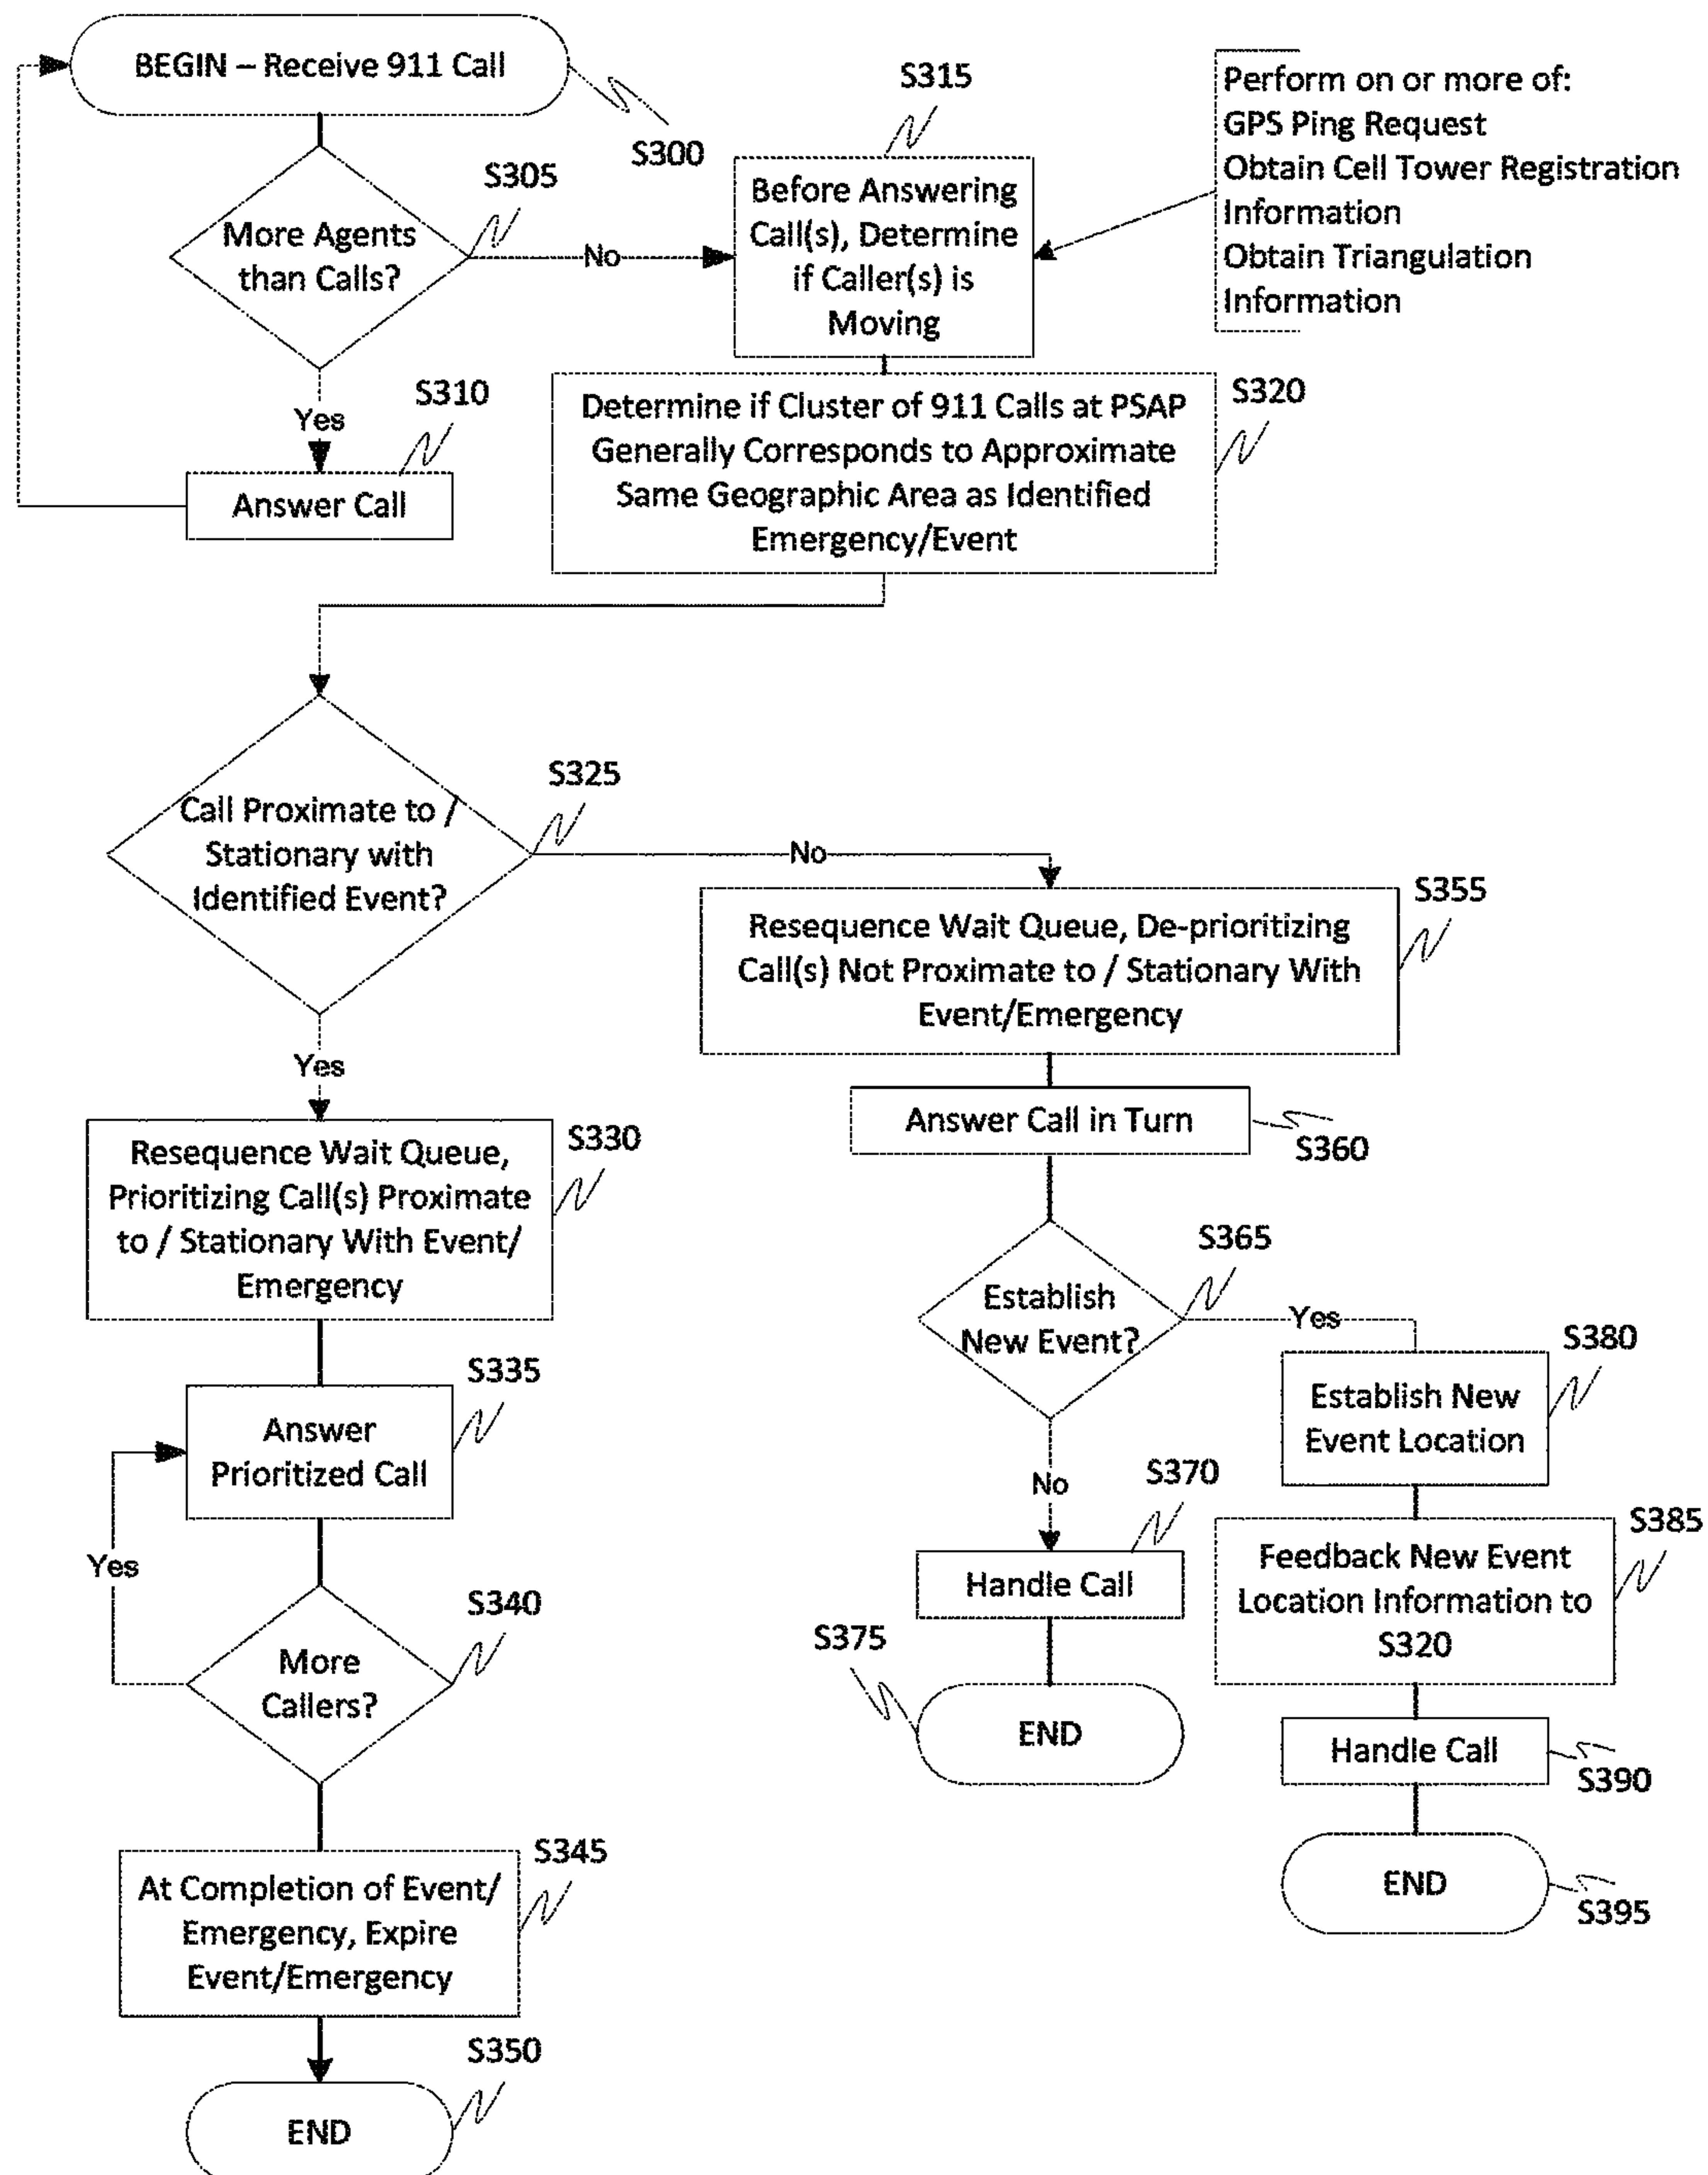 BEGIN – Receive 911 Call
S300
S305
More Agents
than Calls?
No
Yes
S310
Answer Call
S315
Before Answering
Call(s), Determine
if Caller(s) is
Moving
Perform on or more of:
GPS Ping Request
Obtain Cell Tower Registration
Information
Obtain Triangulation
Information
S320
Determine if Cluster of 911 Calls at PSAP
Generally Corresponds to Approximate
Same Geographic Area as Identified
Emergency/Event
S325
Call Proximate to /
Stationary with
Identified Event?
No
Yes
S355
Resequence Wait Queue, De-prioritizing
Call(s) Not Proximate to / Stationary With
Event/Emergency
Answer Call in Turn
S360
S330
Resequence Wait Queue,
Prioritizing Call(s) Proximate
to / Stationary With Event/
Emergency
S335
Answer
Prioritized Call
Yes
S340
More
Callers?
S345
At Completion of Event/
Emergency, Expire
Event/Emergency
S350
END
S365
Establish
New Event?
Yes
No
S370
Handle Call
S375
END
S380
Establish New
Event Location
S385
Feedback New Event
Location Information to
S320
Handle Call
S390
END
S395